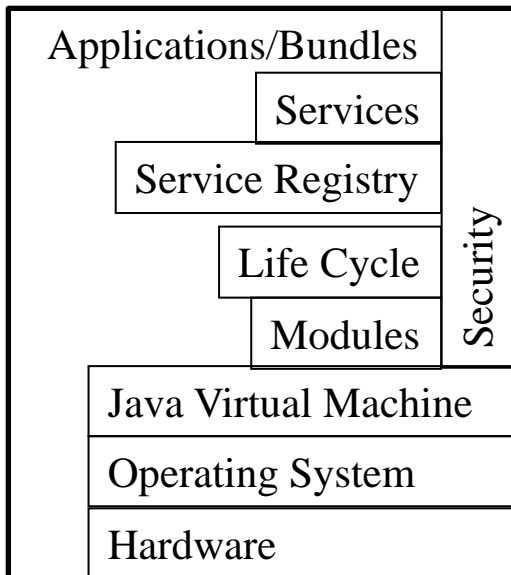 Applications/Bundles
Services
Service Registry
Life Cycle
Modules
Security
Java Virtual Machine
Operating System
Hardware